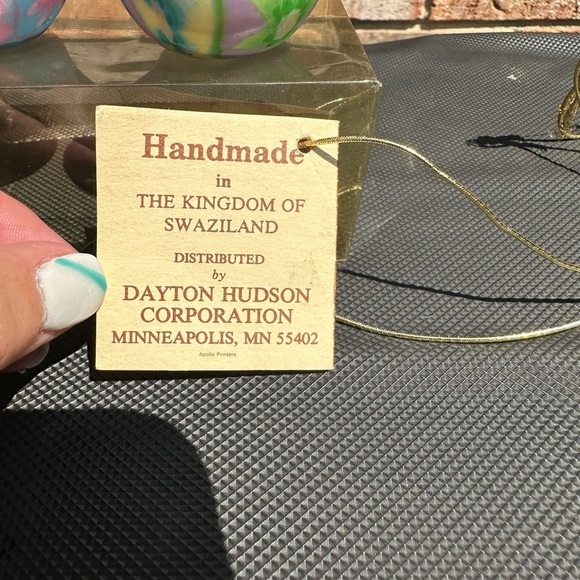 Handmade
in
THE KINGDOM OF
SWAZILAND
DISTRIBUTED
by
DAYTON HUDSON
CORPORATION
MINNEAPOLIS, MN 55402
Apollo Printers